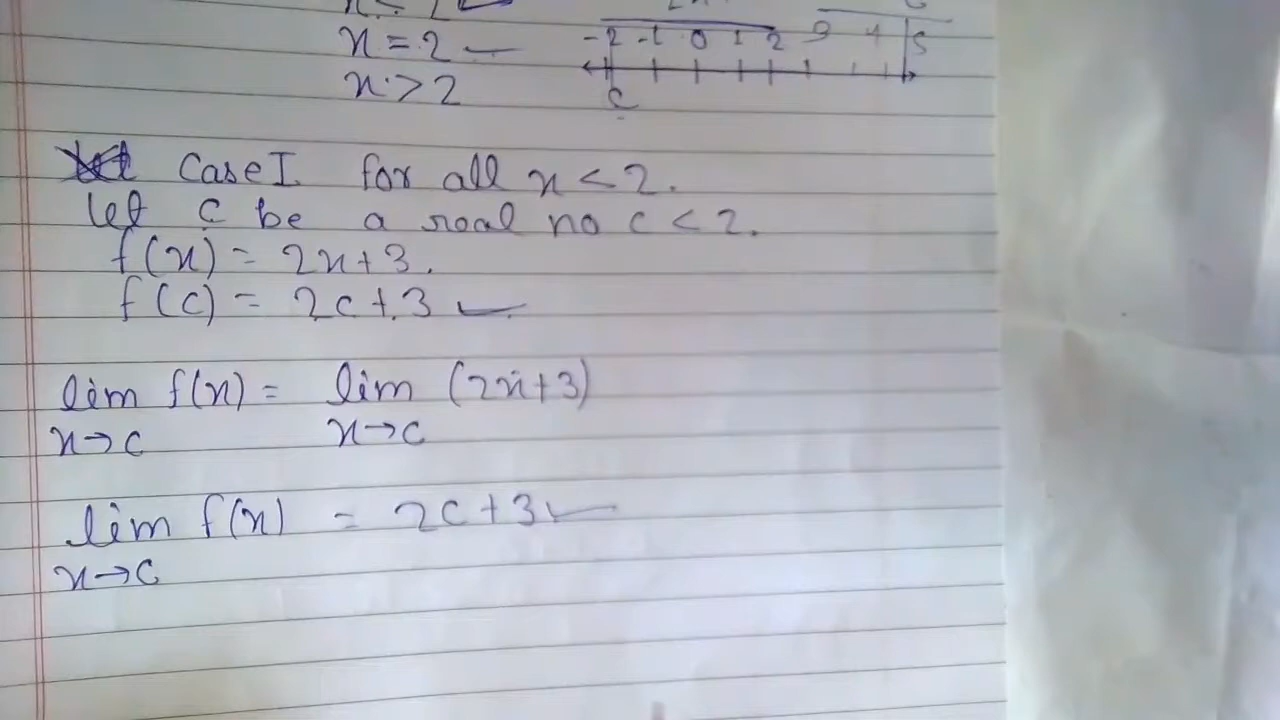 x = 2
-2 -1 0 1 2 3 4 5
x > 2
c
Case I for all x < 2.
Let c be a real no c < 2.
f(x) = 2x+3.
f(c) = 2c+3
lim f(x) = lim (2x+3)
x→c x→c
lim f(x) = 2c+3
x→c